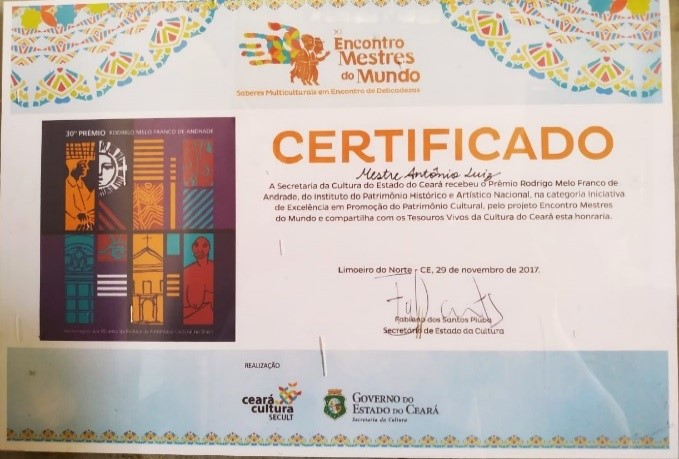 XI
Encontro
Mestres
do Mundo
Saberes Multiculturais em Encontro de Delicadezas
30º PRÊMIO RODRIGO MELO FRANCO DE ANDRADE
CERTIFICADO
Mestre Antônio Luiz
A Secretaria da Cultura do Estado do Ceará recebeu o Prêmio Rodrigo Melo Franco de
Andrade, do Instituto do Patrimônio Histórico e Artístico Nacional, na categoria Iniciativa
de Excelência em Promoção do Patrimônio Cultural, pelo projeto Encontro Mestres
do Mundo e compartilha com os Tesouros Vivos da Cultura do Ceará esta honraria.
Limoeiro do Norte - CE, 29 de novembro de 2017.
Fabiano dos Santos Piúba
Secretário de Estado da Cultura
REALIZAÇÃO
ceará
cultura
SECULT
GOVERNO DO
ESTADO DO CEARÁ
Secretaria da Cultura